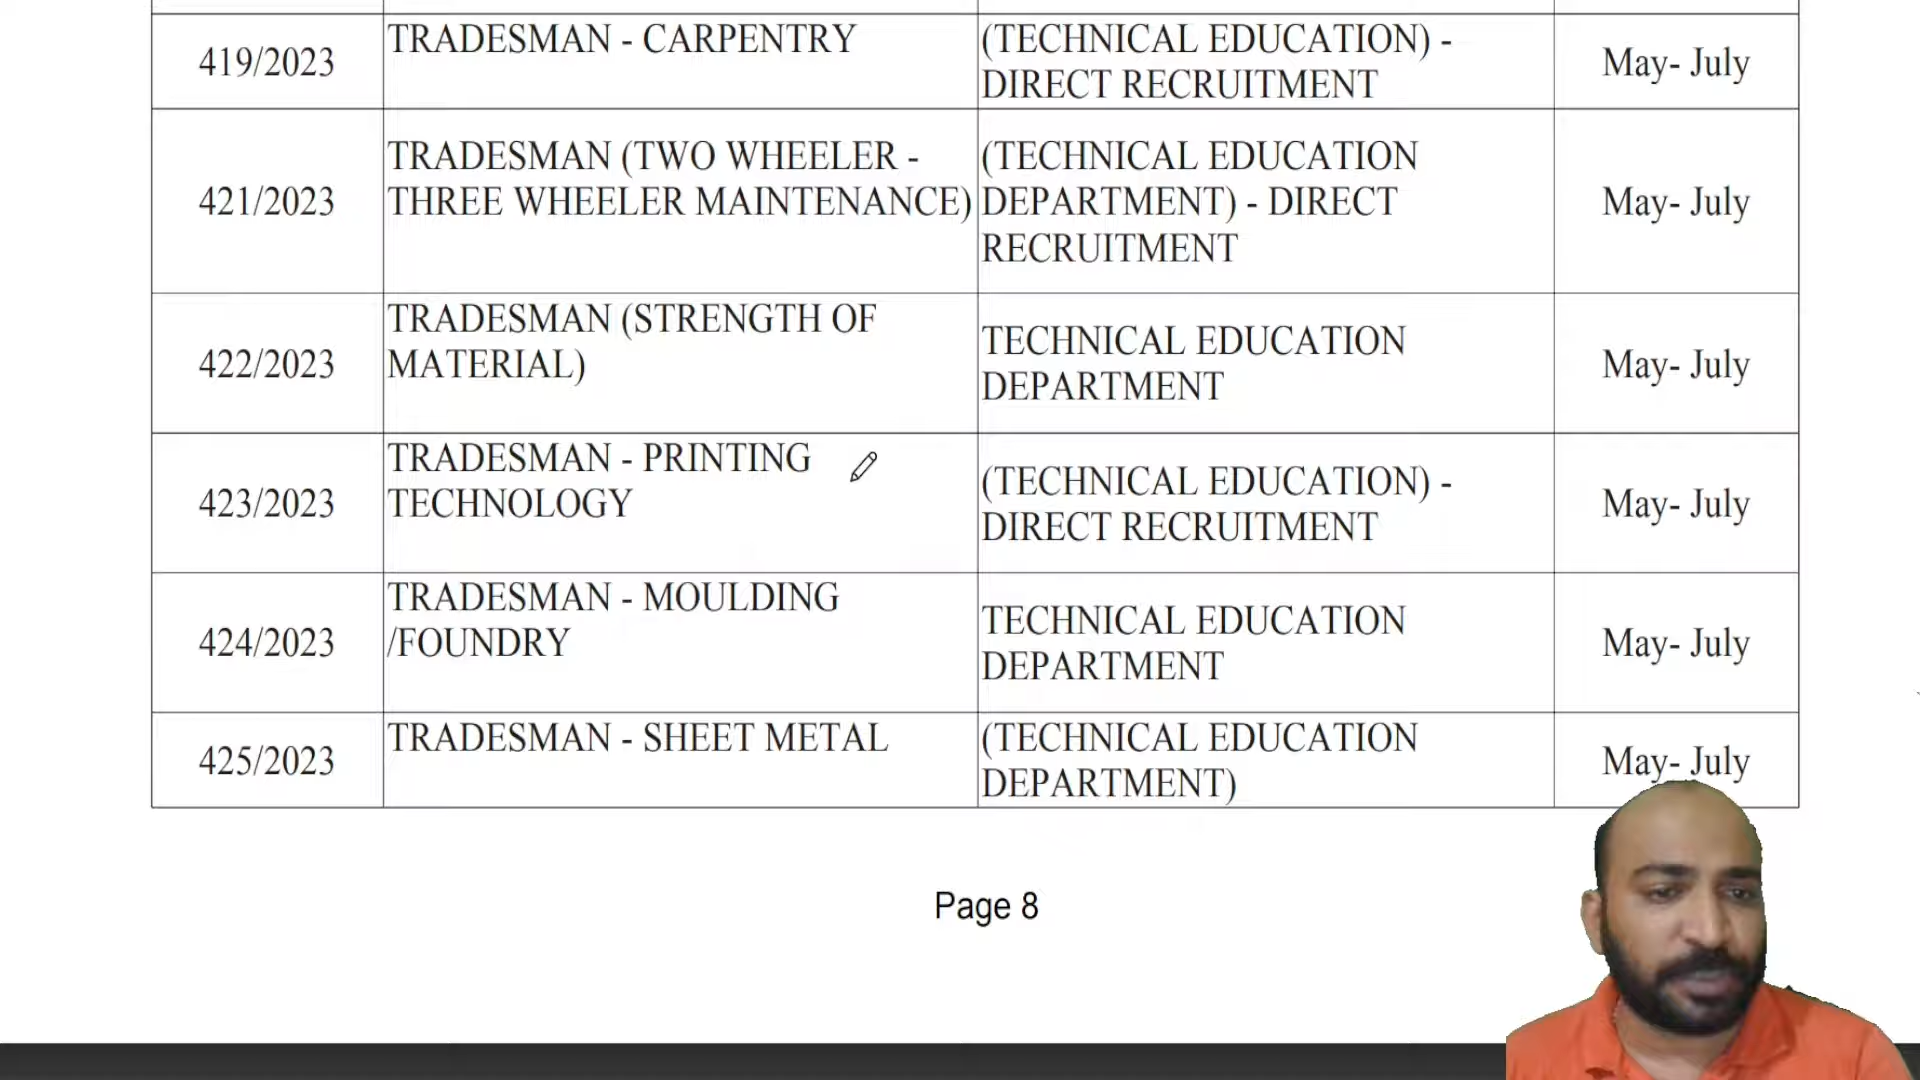 419/2023
TRADESMAN - CARPENTRY
(TECHNICAL EDUCATION) -
DIRECT RECRUITMENT
May- July
421/2023
TRADESMAN (TWO WHEELER -
THREE WHEELER MAINTENANCE)
(TECHNICAL EDUCATION
DEPARTMENT) - DIRECT
RECRUITMENT
May- July
422/2023
TRADESMAN (STRENGTH OF
MATERIAL)
TECHNICAL EDUCATION
DEPARTMENT
May- July
423/2023
TRADESMAN - PRINTING
TECHNOLOGY
(TECHNICAL EDUCATION) -
DIRECT RECRUITMENT
May- July
424/2023
TRADESMAN - MOULDING
/FOUNDRY
TECHNICAL EDUCATION
DEPARTMENT
May- July
425/2023
TRADESMAN - SHEET METAL
(TECHNICAL EDUCATION
DEPARTMENT)
May- July
Page 8